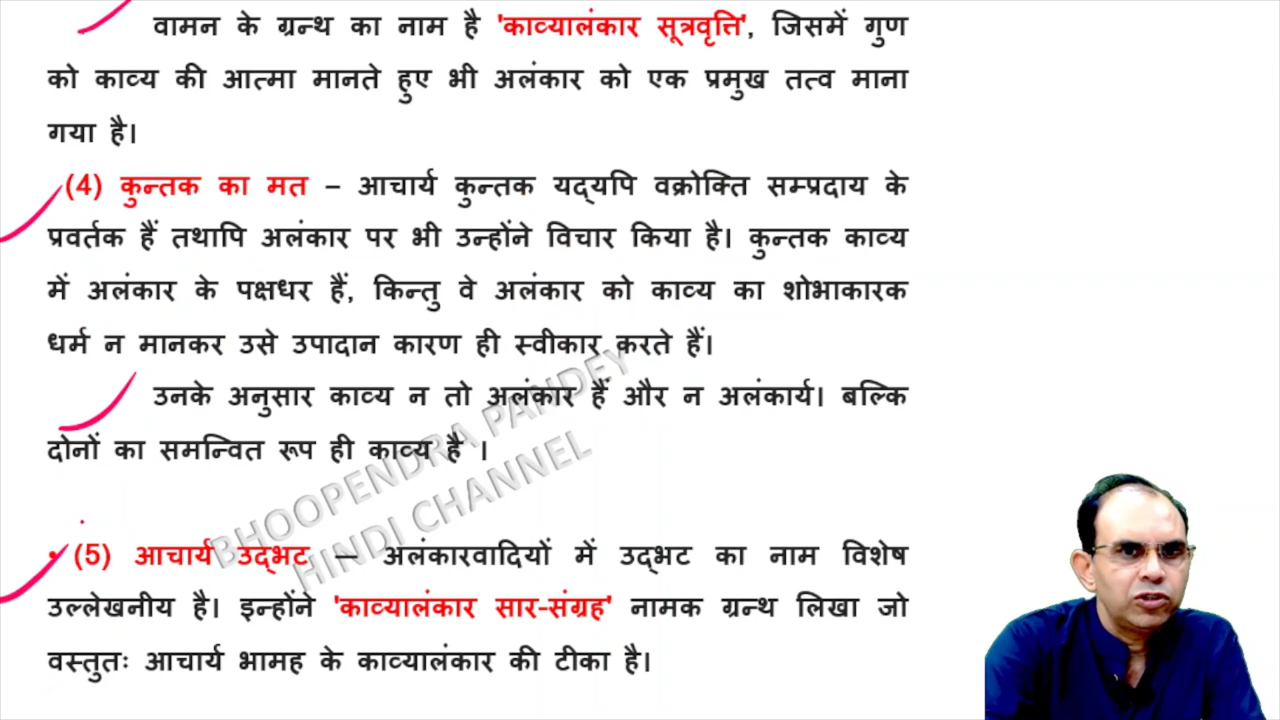 वामन के ग्रन्थ का नाम है 'काव्यालंकार सूत्रवृत्ति', जिसमें गुण
को काव्य की आत्मा मानते हुए भी अलंकार को एक प्रमुख तत्व माना
गया है।
(4) कुन्तक का मत – आचार्य कुन्तक यद्यपि वक्रोक्ति सम्प्रदाय के
प्रवर्तक हैं तथापि अलंकार पर भी उन्होंने विचार किया है। कुन्तक काव्य
में अलंकार के पक्षधर हैं, किन्तु वे अलंकार को काव्य का शोभाकारक
धर्म न मानकर उसे उपादान कारण ही स्वीकार करते हैं।
उनके अनुसार काव्य न तो अलंकार हैं और न अलंकार्य। बल्कि
दोनों का समन्वित रूप ही काव्य है ।
• (5) आचार्य उद्भट – अलंकारवादियों में उद्भट का नाम विशेष
उल्लेखनीय है। इन्होंने 'काव्यालंकार सार-संग्रह' नामक ग्रन्थ लिखा जो
वस्तुतः आचार्य भामह के काव्यालंकार की टीका है।
BHOOPENDRA PANDEY
HINDI CHANNEL